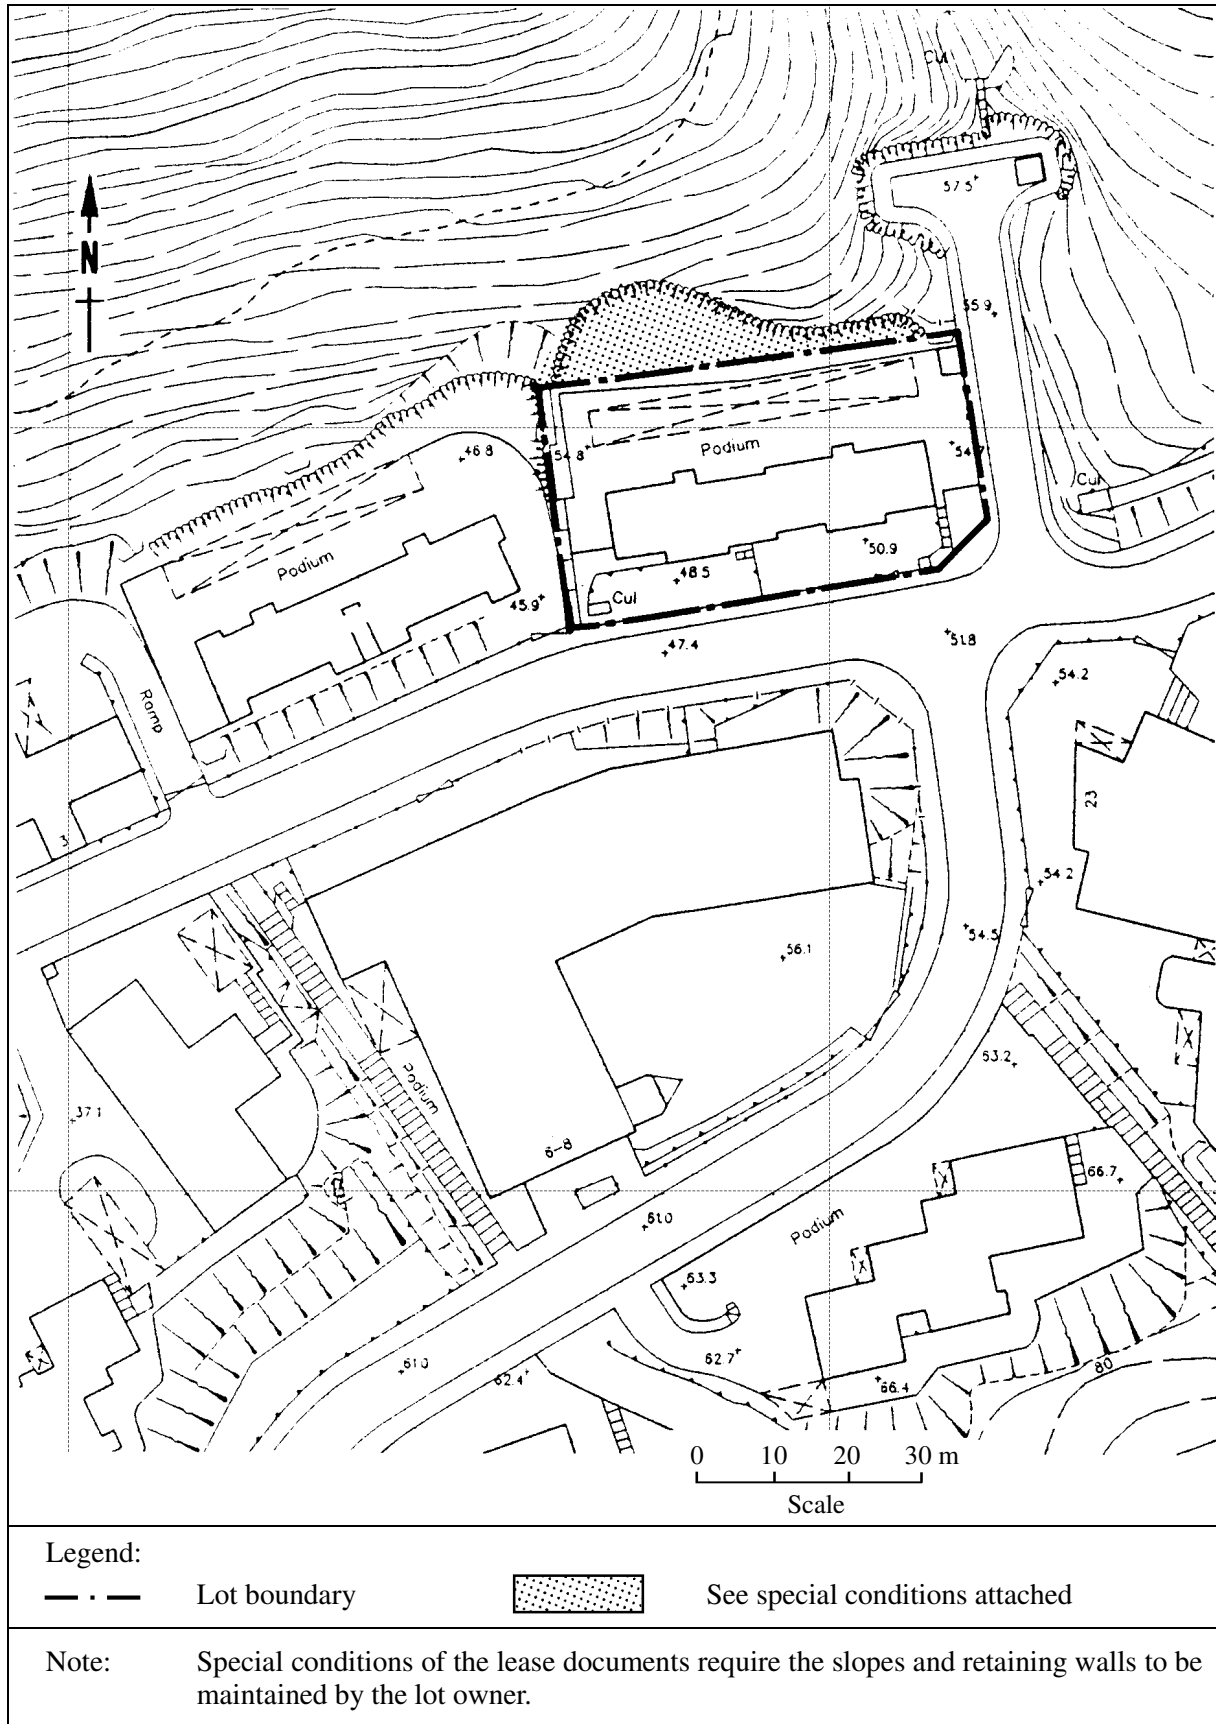 Cul
57.5
N
55.9
46.8
54.8
Podium
54.7
Cul
Podium
50.9
48.5
45.9
Cul
47.4
51.8
54.2
Ramp
23
3
54.2
54.5
56.1
53.2
Podium
37.1
6-8
66.7
61.0
Podium
63.3
62.7
61.0
62.4
66.4
80
0 10 20 30 m
Scale
Legend:
Lot boundary
See special conditions attached
Note: Special conditions of the lease documents require the slopes and retaining walls to be
maintained by the lot owner.